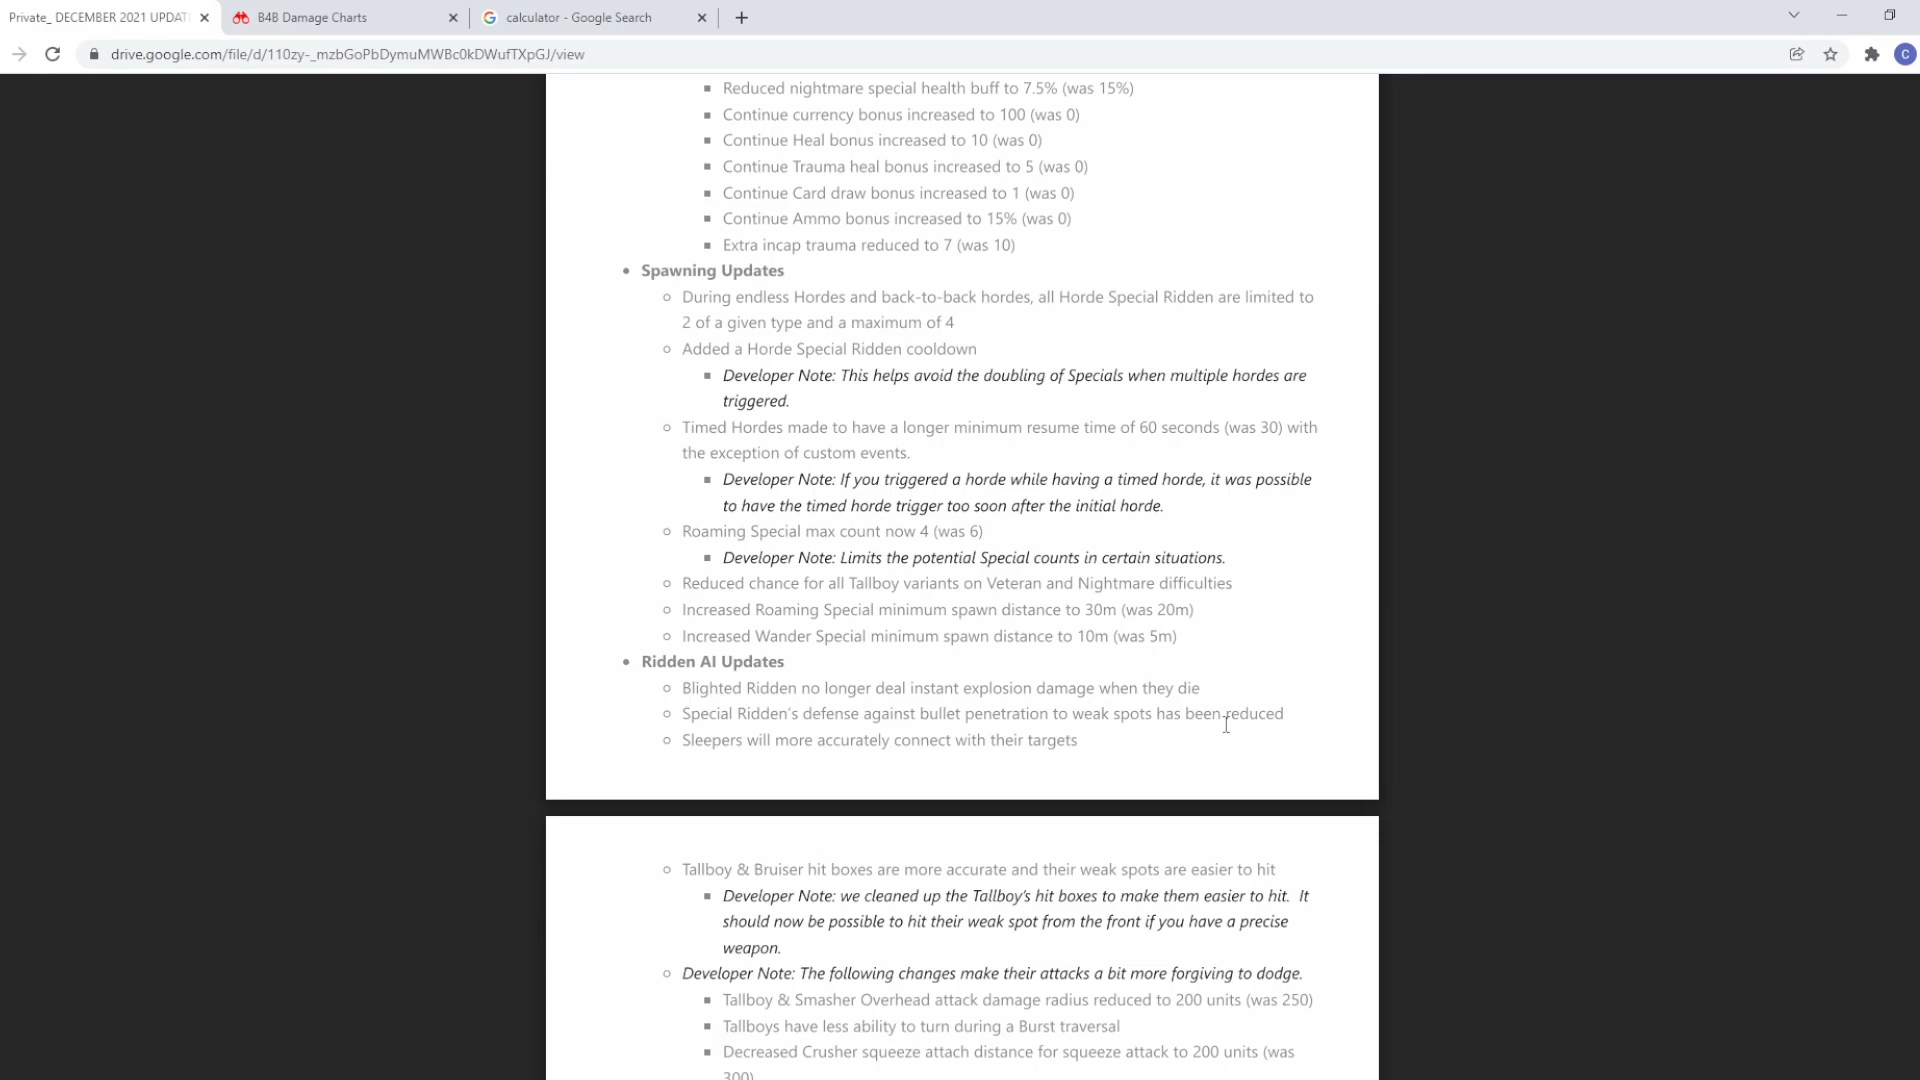 Private_ DECEMBER 2021 UPDAT
B4B Damage Charts
calculator - Google Search
drive.google.com/file/d/110zy-_mzbGoPbDymuMWBc0kDWufTXpGJ/view
C
Reduced nightmare special health buff to 7.5% (was 15%)
Continue currency bonus increased to 100 (was 0)
Continue Heal bonus increased to 10 (was 0)
Continue Trauma heal bonus increased to 5 (was 0)
Continue Card draw bonus increased to 1 (was 0)
Continue Ammo bonus increased to 15% (was 0)
Extra incap trauma reduced to 7 (was 10)
Spawning Updates
During endless Hordes and back-to-back hordes, all Horde Special Ridden are limited to
2 of a given type and a maximum of 4
Added a Horde Special Ridden cooldown
Developer Note: This helps avoid the doubling of Specials when multiple hordes are
triggered.
Timed Hordes made to have a longer minimum resume time of 60 seconds (was 30) with
the exception of custom events.
Developer Note: If you triggered a horde while having a timed horde, it was possible
to have the timed horde trigger too soon after the initial horde.
Roaming Special max count now 4 (was 6)
Developer Note: Limits the potential Special counts in certain situations.
Reduced chance for all Tallboy variants on Veteran and Nightmare difficulties
Increased Roaming Special minimum spawn distance to 30m (was 20m)
Increased Wander Special minimum spawn distance to 10m (was 5m)
Ridden AI Updates
Blighted Ridden no longer deal instant explosion damage when they die
Special Ridden's defense against bullet penetration to weak spots has been reduced
Sleepers will more accurately connect with their targets
Tallboy & Bruiser hit boxes are more accurate and their weak spots are easier to hit
Developer Note: we cleaned up the Tallboy's hit boxes to make them easier to hit. It
should now be possible to hit their weak spot from the front if you have a precise
weapon.
Developer Note: The following changes make their attacks a bit more forgiving to dodge.
Tallboy & Smasher Overhead attack damage radius reduced to 200 units (was 250)
Tallboys have less ability to turn during a Burst traversal
Decreased Crusher squeeze attach distance for squeeze attack to 200 units (was
300)